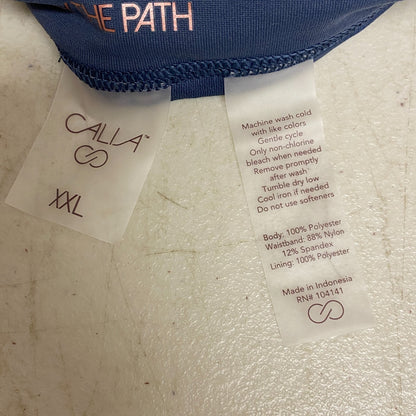 THE PATH
CALIA™
XXL
Machine wash cold
with like colors
Gentle cycle
Only non-chlorine
bleach when needed
Remove promptly
after wash
Tumble dry low
Cool iron if needed
Do not use softeners
Body: 100% Polyester
Waistband: 88% Nylon
12% Spandex
Lining: 100% Polyester
Made in Indonesia
RN# 104141